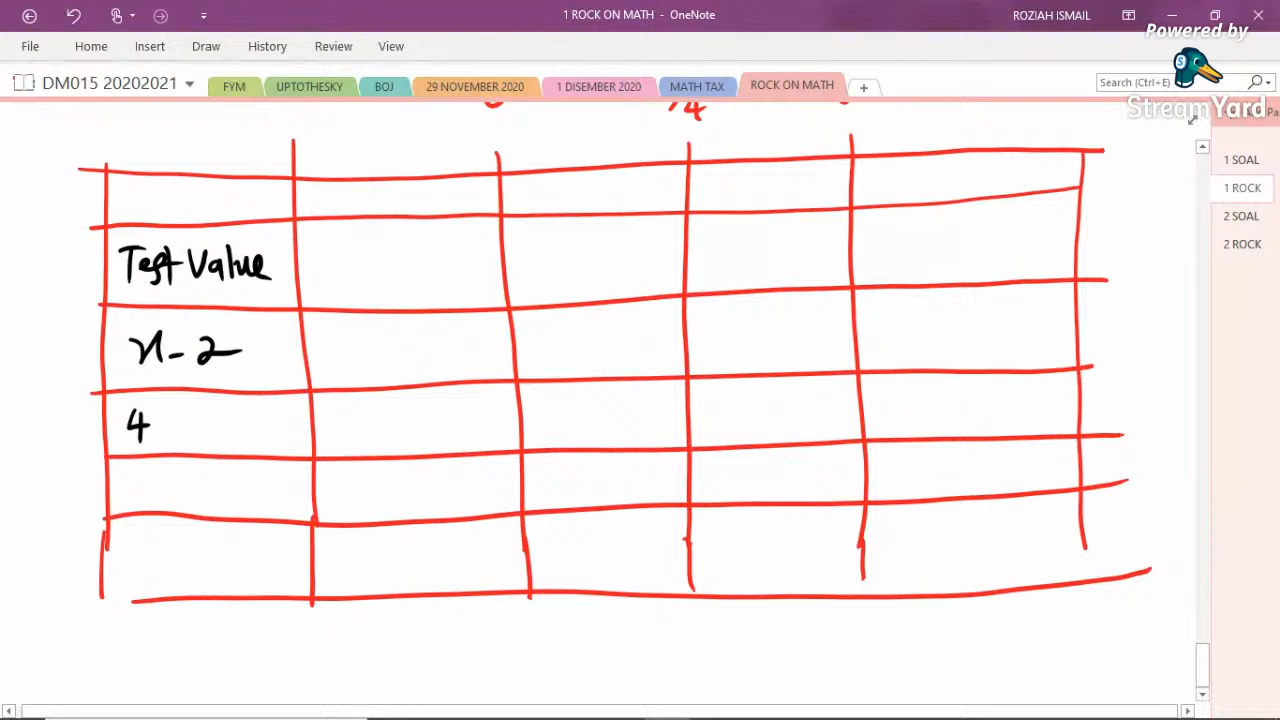 1 ROCK ON MATH - OneNote
ROZIAH ISMAIL
Powered by
File Home Insert Draw History Review View
DM015 20202021
FYM UPTOTHESKY BOJ 29 NOVEMBER 2020 1 DISEMBER 2020 MATH TAX ROCK ON MATH +
Search (Ctrl+E)
StreamYard
4
1 SOAL
1 ROCK
2 SOAL
2 ROCK
Test Value
x - 2
4